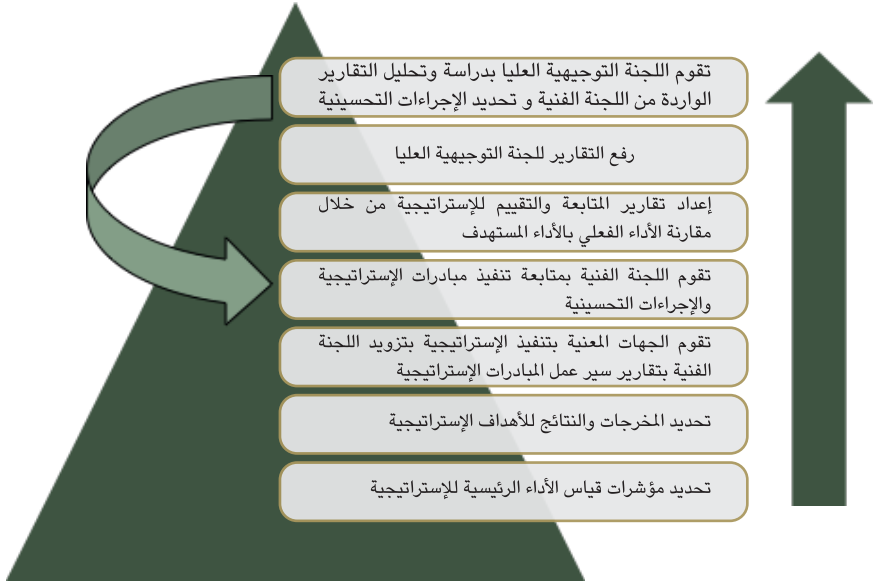 تقوم اللجنة التوجيهية العليا بدراسة وتحليل التقارير
الواردة من اللجنة الفنية و تحديد الإجراءات التحسينية
رفع التقارير للجنة التوجيهية العليا
إعداد تقارير المتابعة والتقييم للإستراتيجية من خلال
مقارنة الأداء الفعلي بالأداء المستهدف
تقوم اللجنة الفنية بمتابعة تنفيذ مبادرات الإستراتيجية
والإجراءات التحسينية
تقوم الجهات المعنية بتنفيذ الإستراتيجية بتزويد اللجنة
الفنية بتقارير سير عمل المبادرات الإستراتيجية
تحديد المخرجات والنتائج للأهداف الإستراتيجية
تحديد مؤشرات قياس الأداء الرئيسية للإستراتيجية